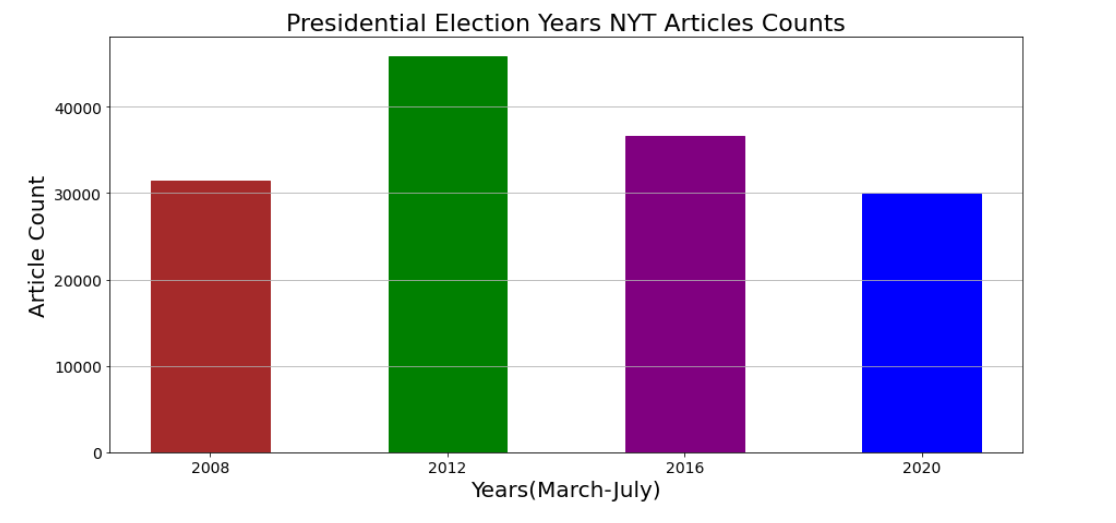 Presidential Election Years NYT Articles Counts
Article Count
40000
30000
20000
10000
0
2008 2012 2016 2020
Years(March-July)